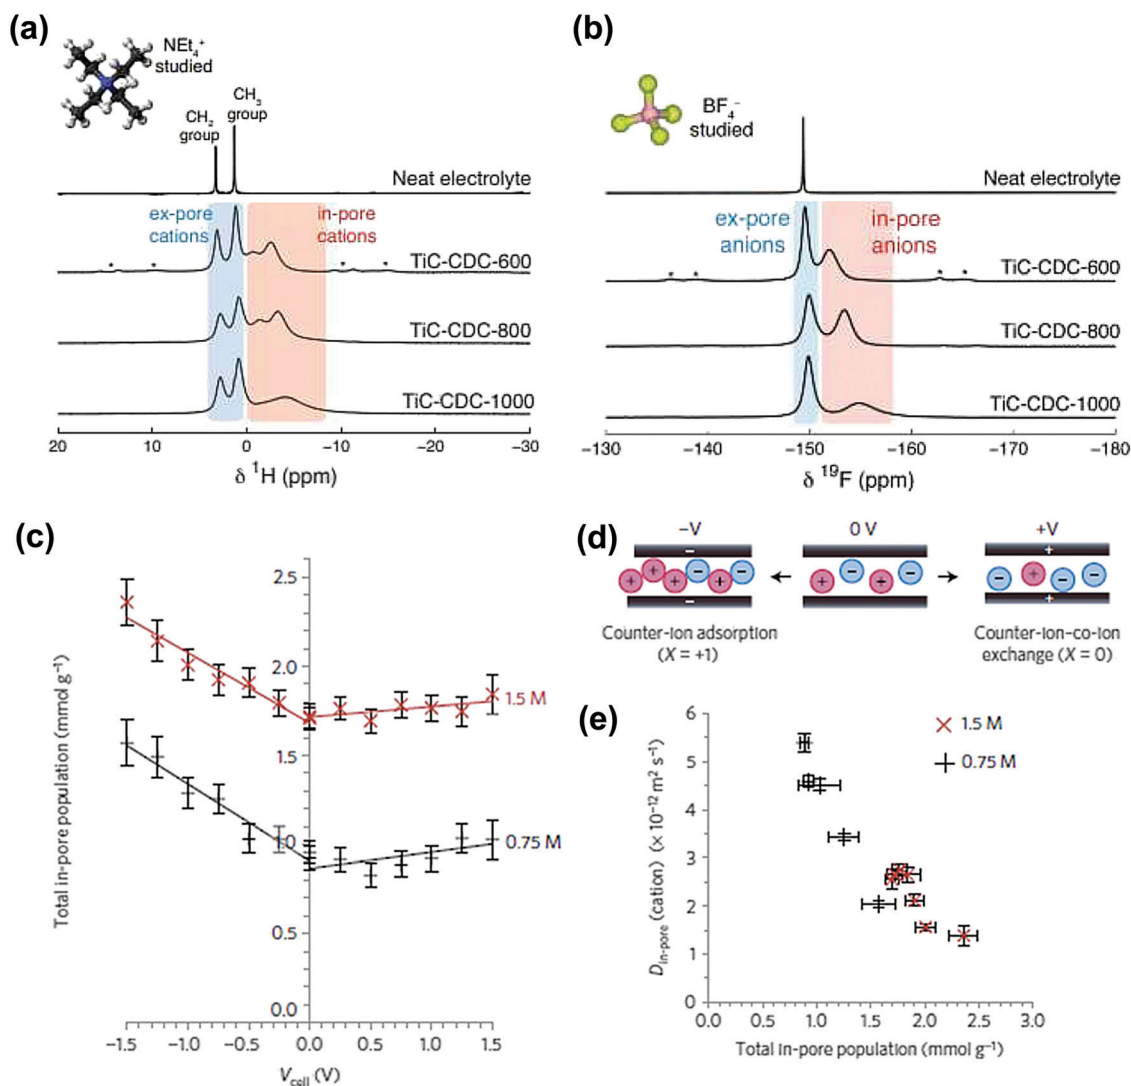 (a)
NEt₄⁺
studied
CH₂
group
CH₃
group
Neat electrolyte
ex-pore
cations
in-pore
cations
* * * *
TiC-CDC-600
TiC-CDC-800
TiC-CDC-1000
20 10 0 −10 −20 −30
δ ¹H (ppm)
(b)
BF₄⁻
studied
Neat electrolyte
ex-pore
anions
in-pore
anions
* * * *
TiC-CDC-600
TiC-CDC-800
TiC-CDC-1000
−130 −140 −150 −160 −170 −180
δ ¹⁹F (ppm)
(c)
Total in-pore population (mmol g⁻¹)
2.5
2.0
1.5
1.0
0.5
0.0
1.5 M
0.75 M
−1.5 −1.0 −0.5 0.0 0.5 1.0 1.5
V_cell (V)
(d)
−V 0 V +V
− +
+ + + − + −
+ − + −
− + − −
− +
Counter-ion adsorption
(X = +1)
Counter-ion–co-ion
exchange (X = 0)
(e)
D_in-pore (cation) (× 10⁻¹² m² s⁻¹)
6
5
4
3
2
1
0
1.5 M
0.75 M
0.0 0.5 1.0 1.5 2.0 2.5 3.0
Total in-pore population (mmol g⁻¹)